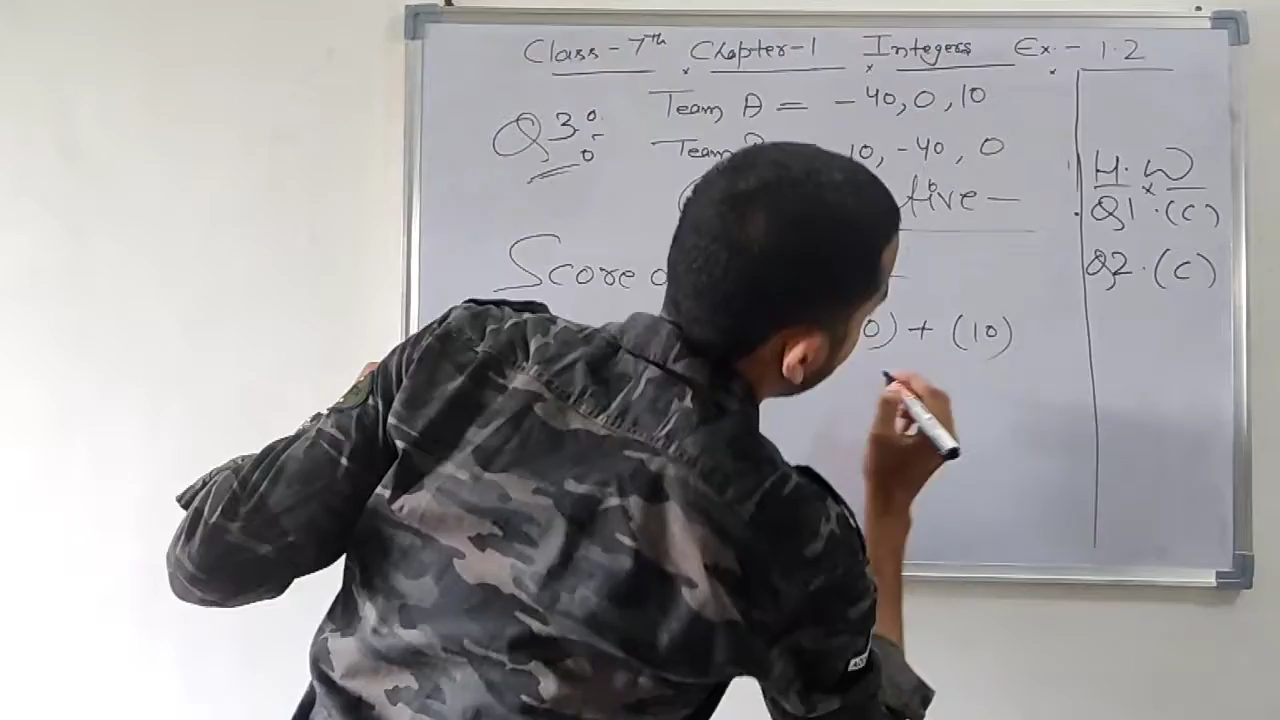 Class - 7th Chapter-1 Integers Ex. - 1.2
Team A = - 40, 0, 10
Q3
Team 10, -40, 0
H.W
Q1.(C)
Score
Q2.(C)
0) + (10)